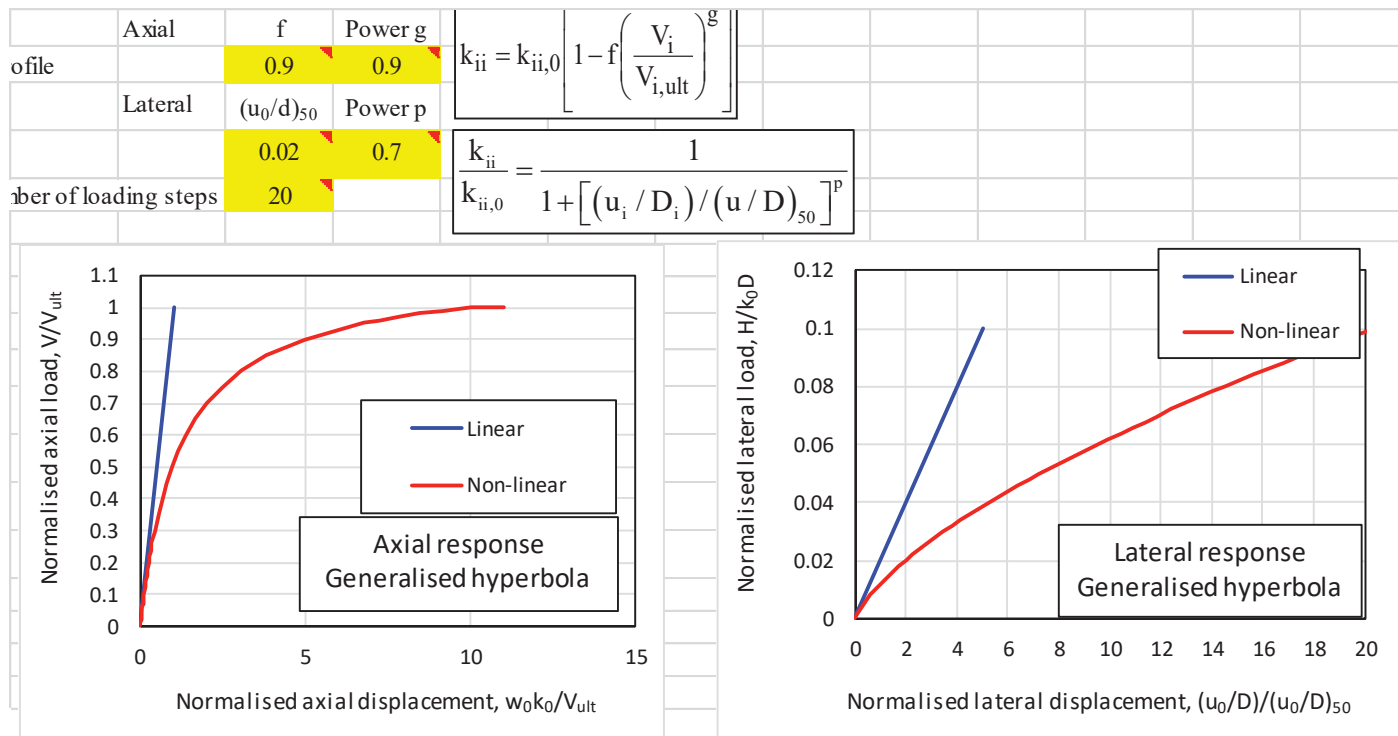 Axial f Power g
ofile 0.9 0.9
Lateral (u₀/d)₅₀ Power p
0.02 0.7
ber of loading steps 20
k_ii = k_ii,0 [1 − f (V_i / V_i,ult)^g]
k_ii / k_ii,0 = 1 / (1 + [(u_i / D_i) / (u / D)₅₀]^p)
Normalised axial load, V/V_ult
1.1
1
0.9
0.8
0.7
0.6
0.5
0.4
0.3
0.2
0.1
0
Linear
Non-linear
Axial response
Generalised hyperbola
0 5 10 15
Normalised axial displacement, w₀k₀/V_ult
Normalised lateral load, H/k₀D
0.12
0.1
0.08
0.06
0.04
0.02
0
Linear
Non-linear
Lateral response
Generalised hyperbola
0 2 4 6 8 10 12 14 16 18 20
Normalised lateral displacement, (u₀/D)/(u₀/D)₅₀